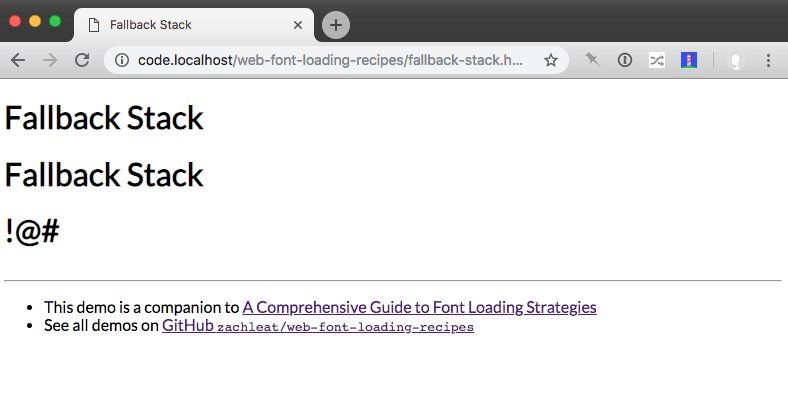 Fallback Stack
code.localhost/web-font-loading-recipes/fallback-stack.h...
Fallback Stack
Fallback Stack
!@#
This demo is a companion to A Comprehensive Guide to Font Loading Strategies
See all demos on GitHub zachleat/web-font-loading-recipes